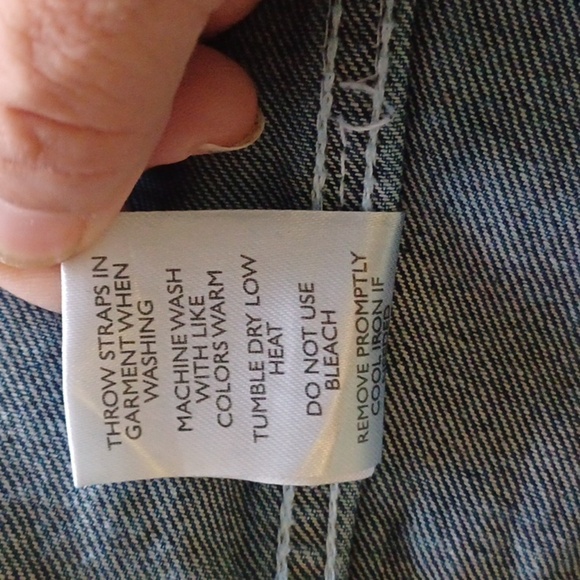 THROW STRAPS IN
GARMENT WHEN
WASHING
MACHINE WASH
WITH LIKE
COLORS WARM
TUMBLE DRY LOW
HEAT
DO NOT USE
BLEACH
REMOVE PROMPTLY
COOL IRON IF